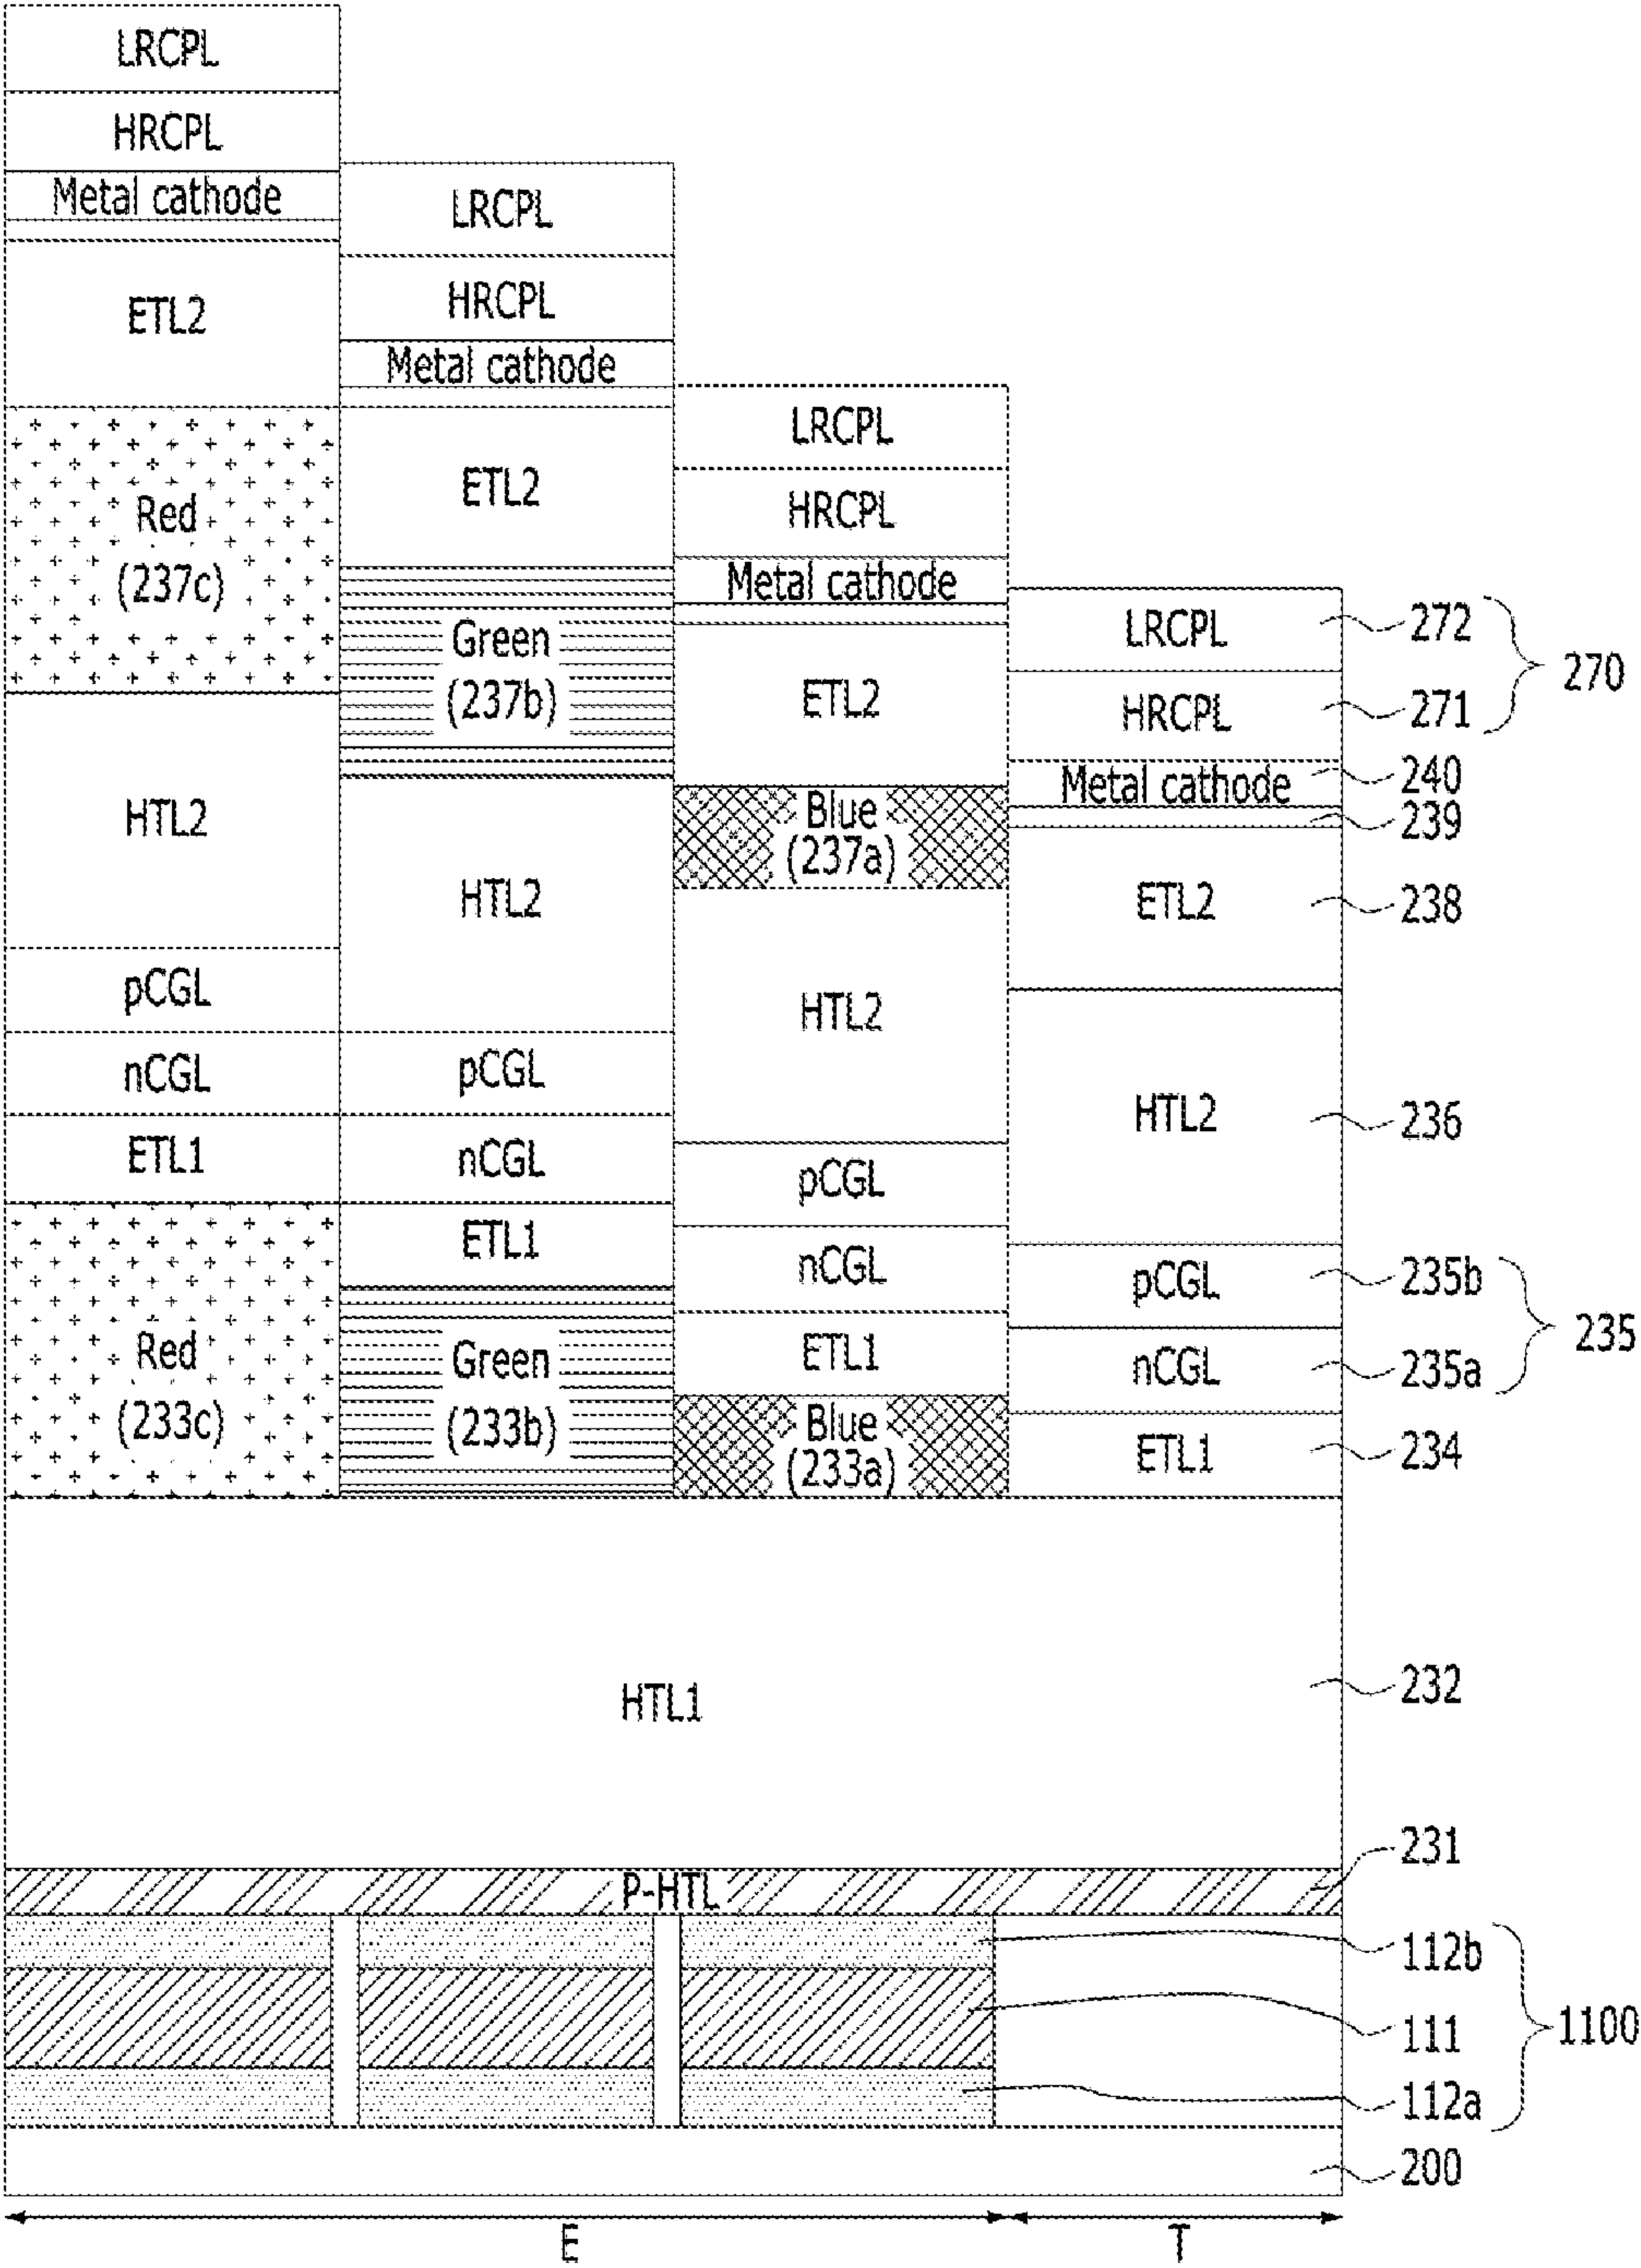 LRCPL
HRCPL
Metal cathode
ETL2
Red
(237c)
HTL2
pCGL
nCGL
ETL1
Red
(233c)
LRCPL
HRCPL
Metal cathode
ETL2
Green
(237b)
HTL2
pCGL
nCGL
ETL1
Green
(233b)
LRCPL
HRCPL
Metal cathode
ETL2
Blue
(237a)
HTL2
pCGL
nCGL
ETL1
Blue
(233a)
LRCPL
HRCPL
Metal cathode
ETL2
HTL2
pCGL
nCGL
ETL1
HTL1
P-HTL
272
271
270
240
239
238
236
235b
235a
235
234
232
231
112b
111
112a
1100
200
E
T